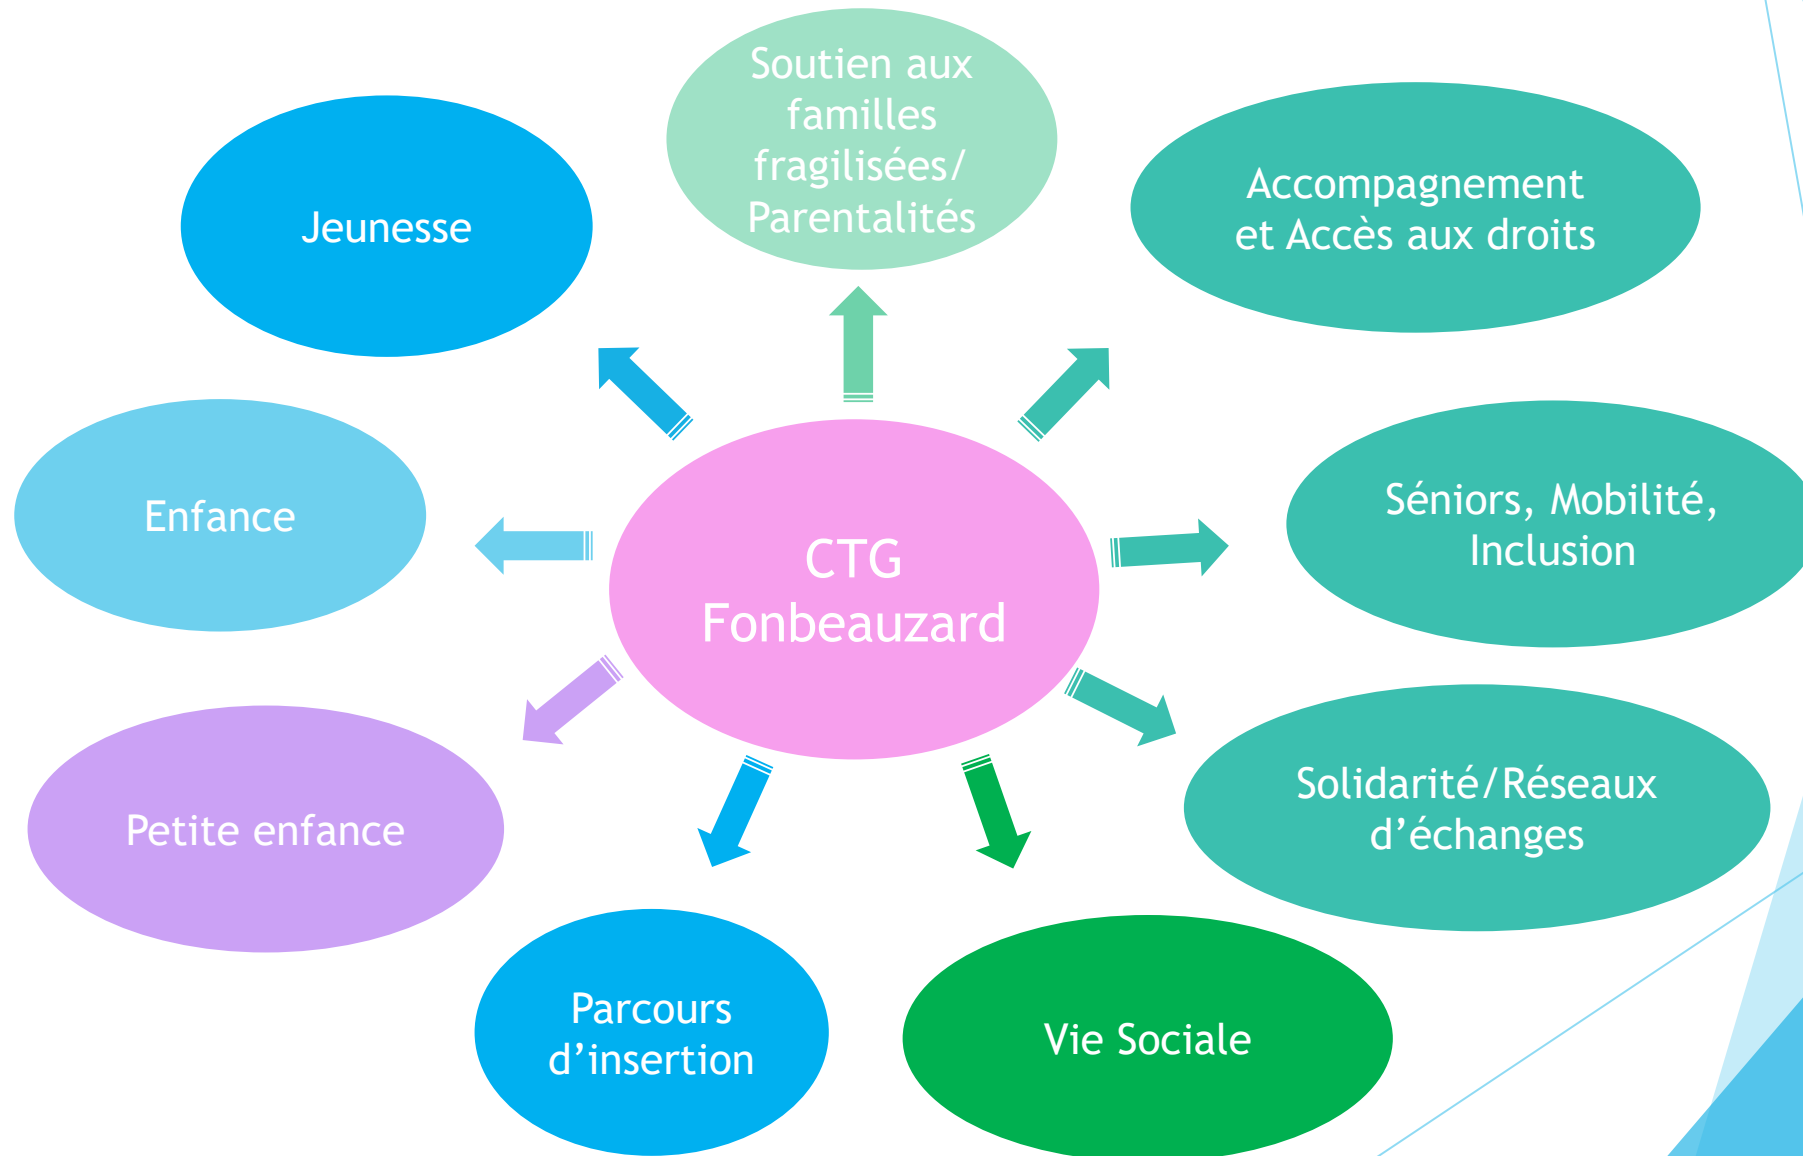 Soutien aux
familles
fragilisées/
Parentalités
Jeunesse
Accompagnement
et Accès aux droits
Enfance
Séniors, Mobilité,
Inclusion
CTG
Fonbeauzard
Petite enfance
Solidarité/Réseaux
d’échanges
Parcours
d’insertion
Vie Sociale